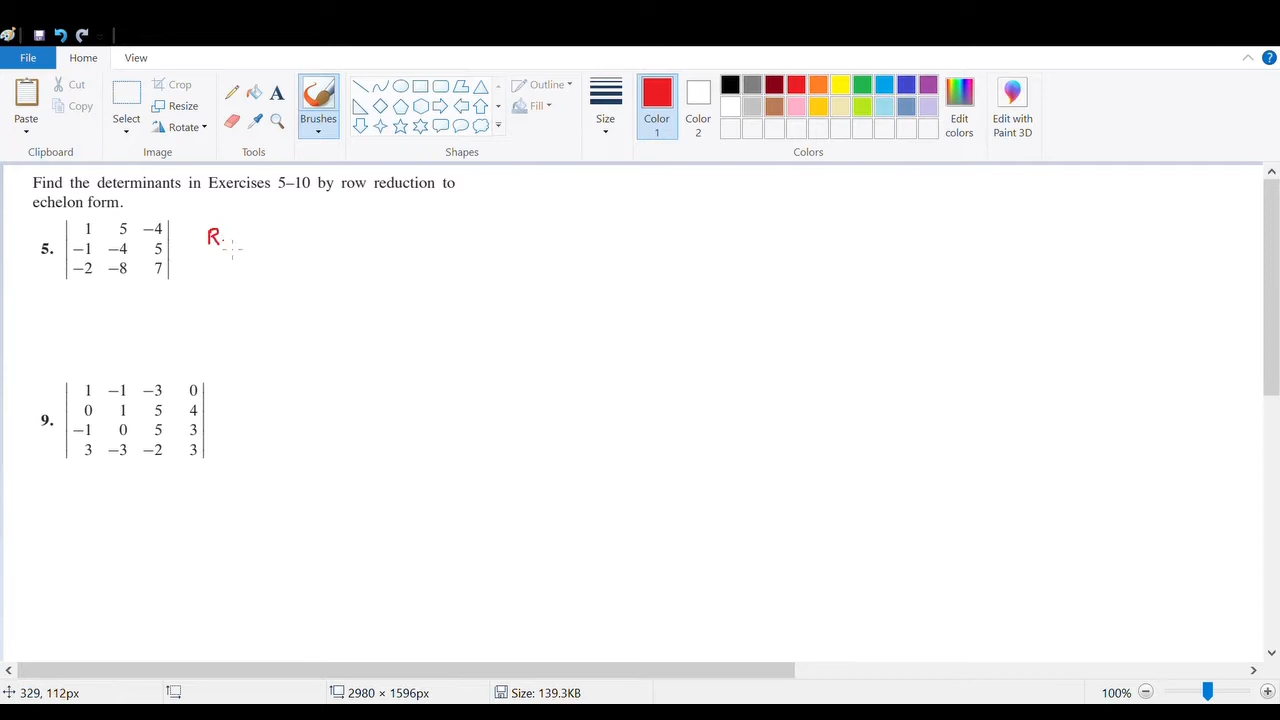 File Home View
Cut Crop Outline Edit colors Edit with Paint 3D
Paste Copy Select Resize Brushes Fill Size Color 1 Color 2
Rotate
Clipboard Image Tools Shapes Colors
Find the determinants in Exercises 5–10 by row reduction to
echelon form.
5. 1 5 −4
−1 −4 5
−2 −8 7
R
9. 1 −1 −3 0
0 1 5 4
−1 0 5 3
3 −3 −2 3
329, 112px 2980 × 1596px Size: 139.3KB 100%